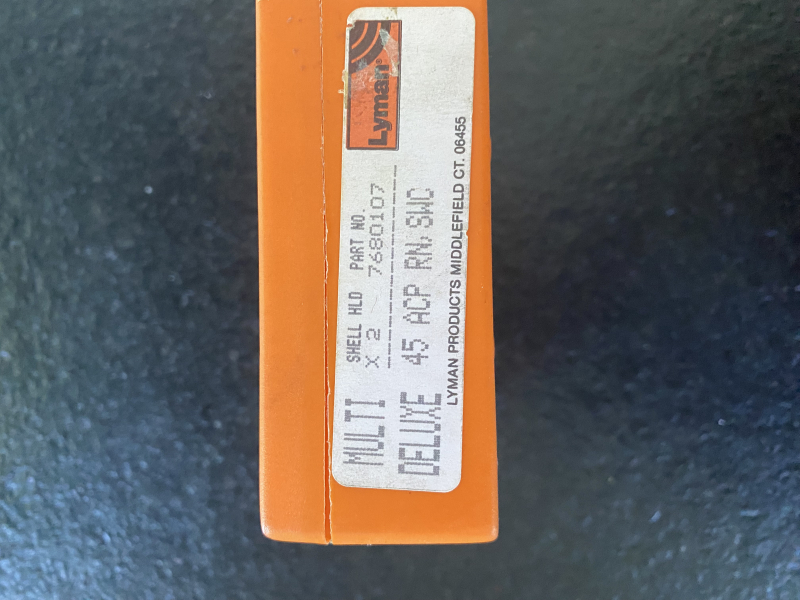 Lyman
SHELL HLD PART NO.
MULTI X 2 7680107
DELUXE 45 ACP RN, SWC
LYMAN PRODUCTS MIDDLEFIELD CT. 06455